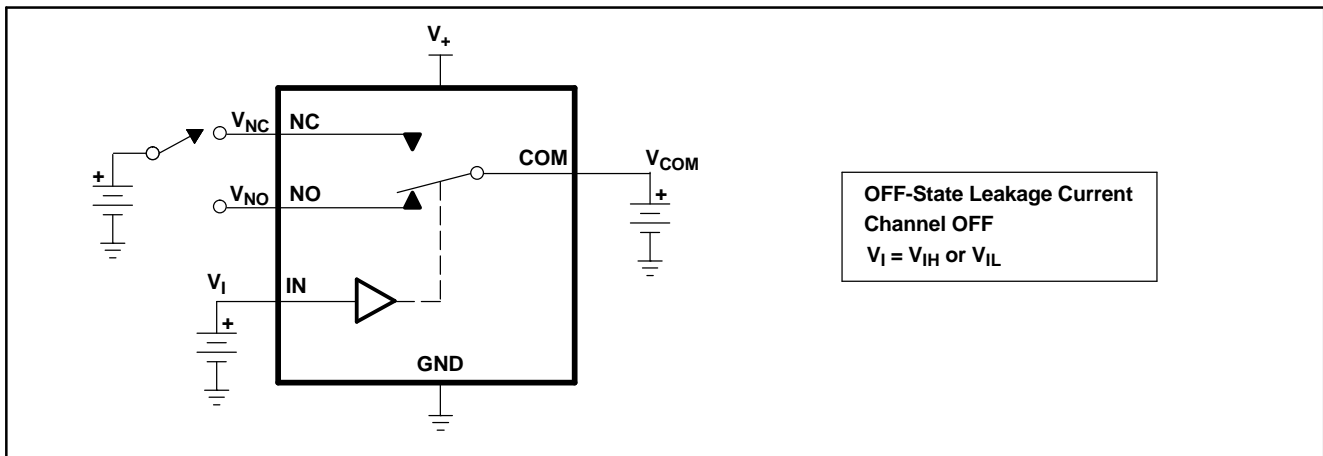 V+
VNC NC
COM VCOM
+
VNO NO
+
VI IN
+
GND
OFF-State Leakage Current
Channel OFF
VI = VIH or VIL